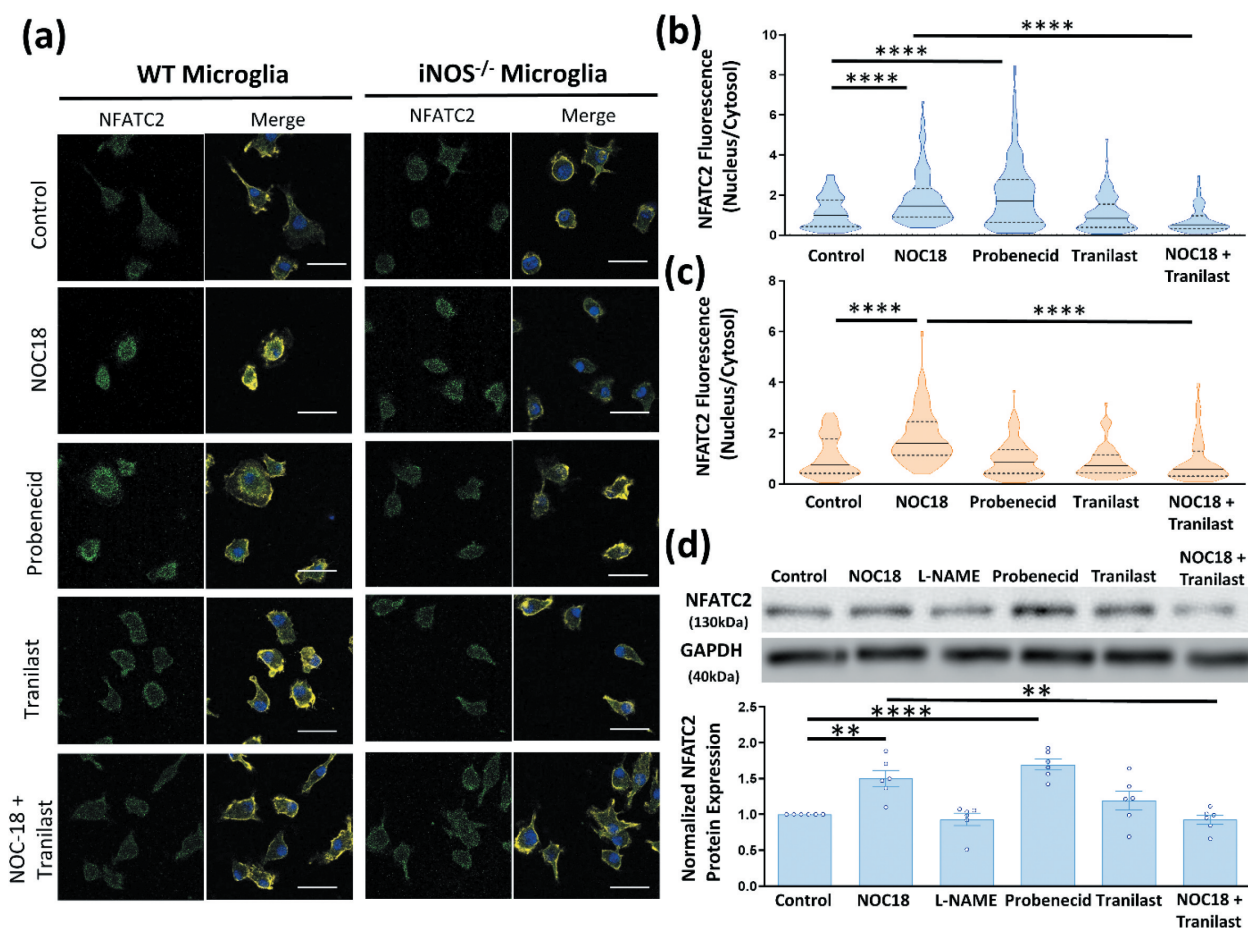 (a)
WT Microglia
iNOS-/- Microglia
NFATC2
Merge
NFATC2
Merge
Control
NOC18
Probenecid
Tranilast
NOC-18 +
Tranilast
(b)
NFATC2 Fluorescence
(Nucleus/Cytosol)
10
8
6
4
2
0
****
****
****
Control
NOC18
Probenecid
Tranilast
NOC18 +
Tranilast
(c)
NFATC2 Fluorescence
(Nucleus/Cytosol)
8
6
4
2
0
****
****
Control
NOC18
Probenecid
Tranilast
NOC18 +
Tranilast
(d)
Control
NOC18
L-NAME
Probenecid
Tranilast
NOC18 +
Tranilast
NFATC2
(130kDa)
GAPDH
(40kDa)
Normalized NFATC2
Protein Expression
2.5
2.0
1.5
1.0
0.5
0.0
**
****
**
Control
NOC18
L-NAME
Probenecid
Tranilast
NOC18 +
Tranilast